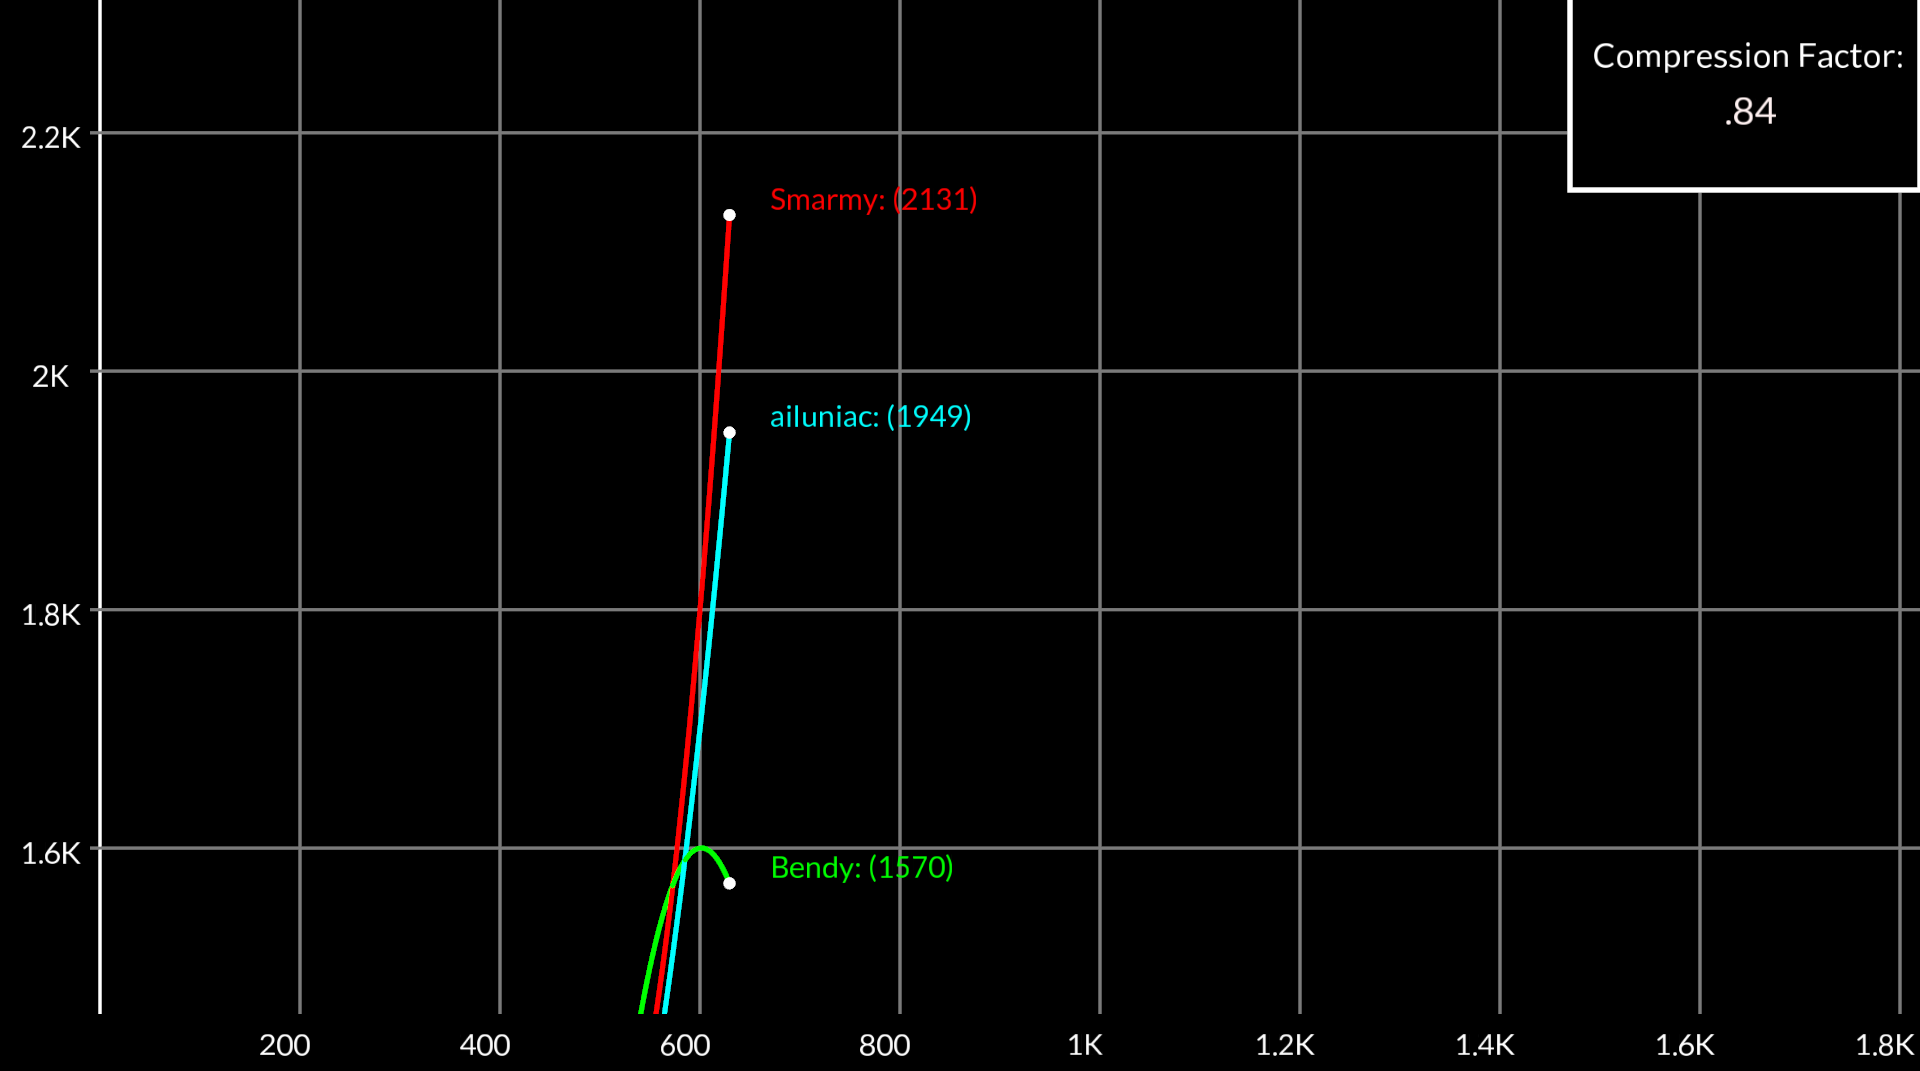 Compression Factor:
.84
2.2K
Smarmy: (2131)
2K
ailuniac: (1949)
1.8K
1.6K
Bendy: (1570)
200 400 600 800 1K 1.2K 1.4K 1.6K 1.8K